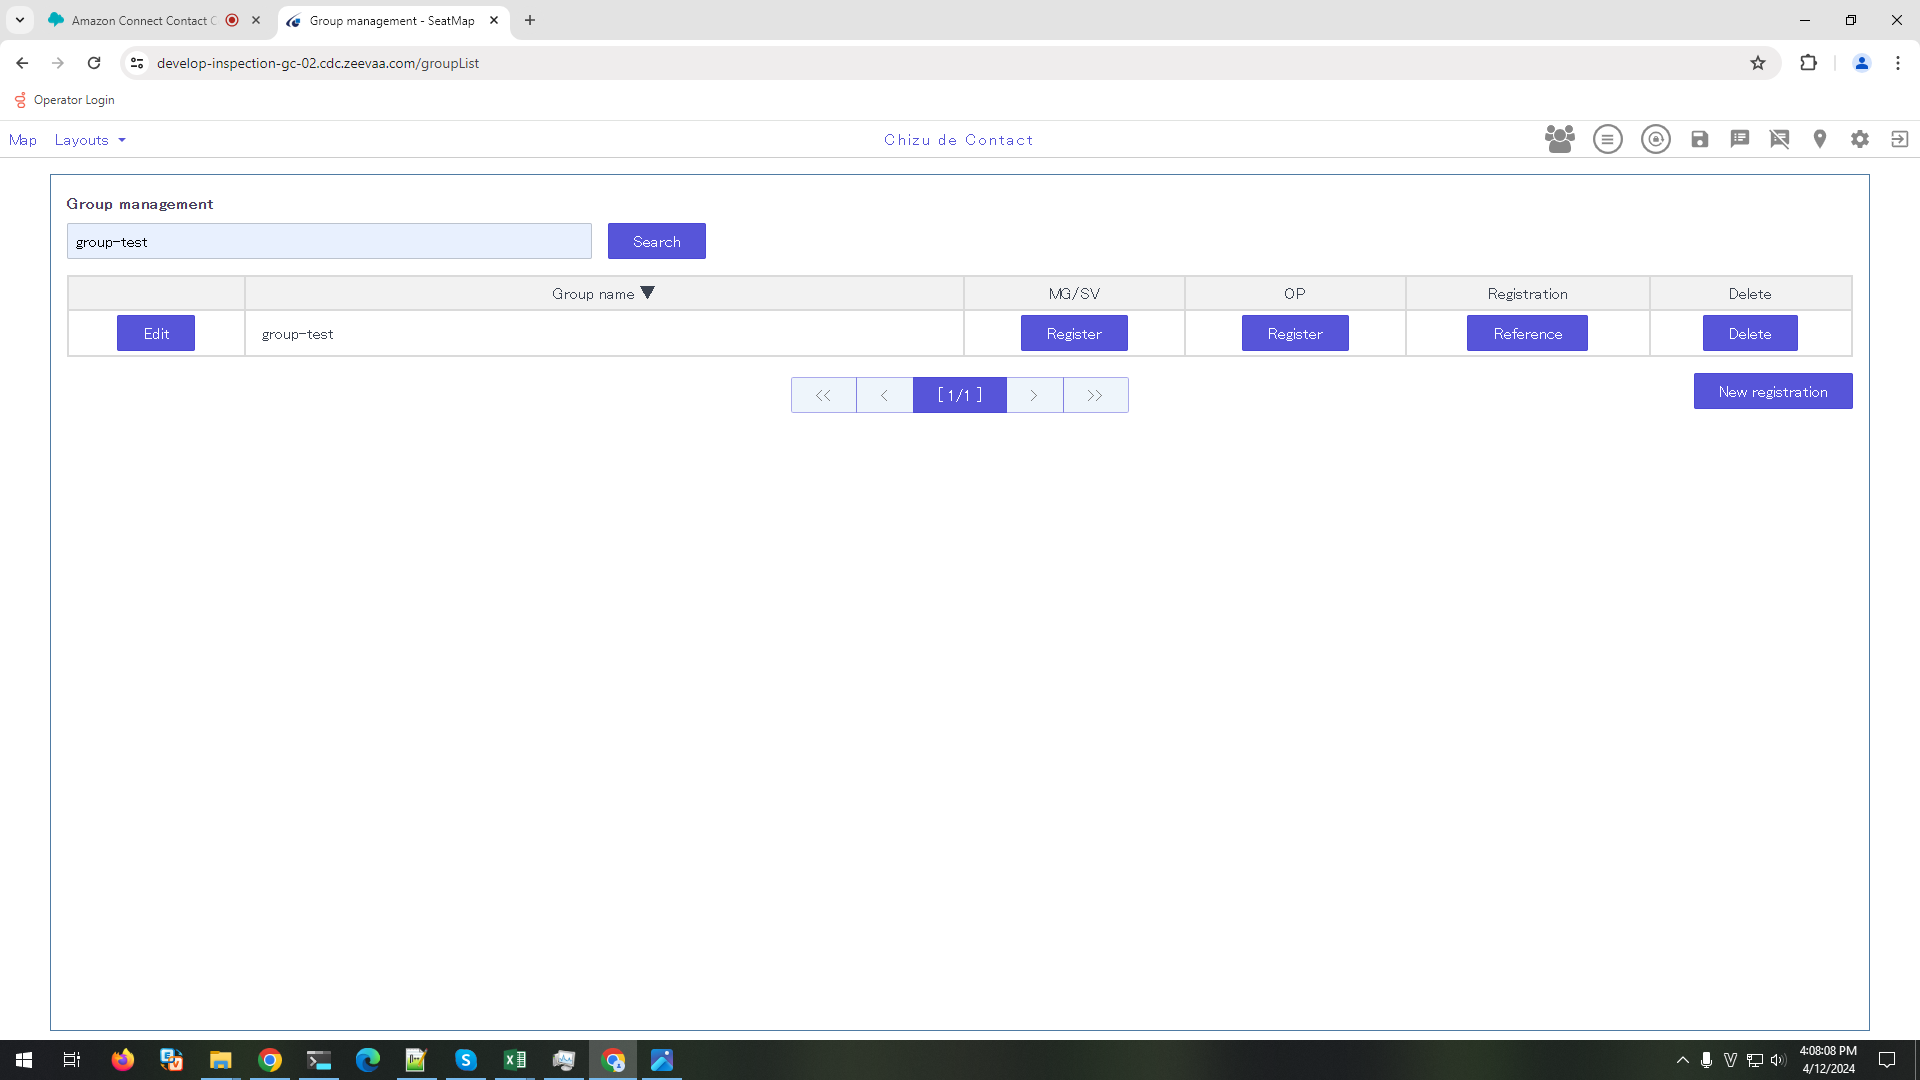 Amazon Connect Contact C
Group management - SeatMap
develop-inspection-gc-02.cdc.zeevaa.com/groupList
Operator Login
Map Layouts Chizu de Contact
Group management
group-test Search
Group name ▼ MG/SV OP Registration Delete
Edit group-test Register Register Reference Delete
<< < [ 1/1 ] > >> New registration
4:08:08 PM
4/12/2024